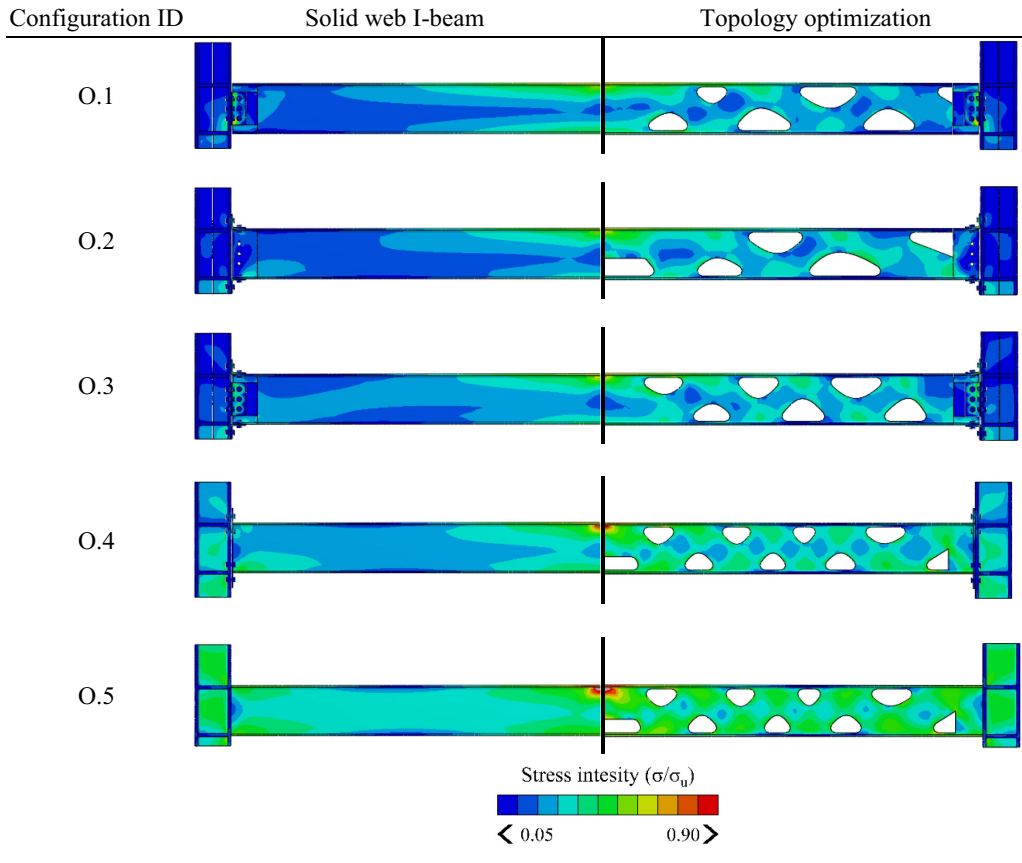 Configuration ID Solid web I-beam Topology optimization
O.1
O.2
O.3
O.4
O.5
Stress intesity (σ/σu)
< 0.05 0.90 >